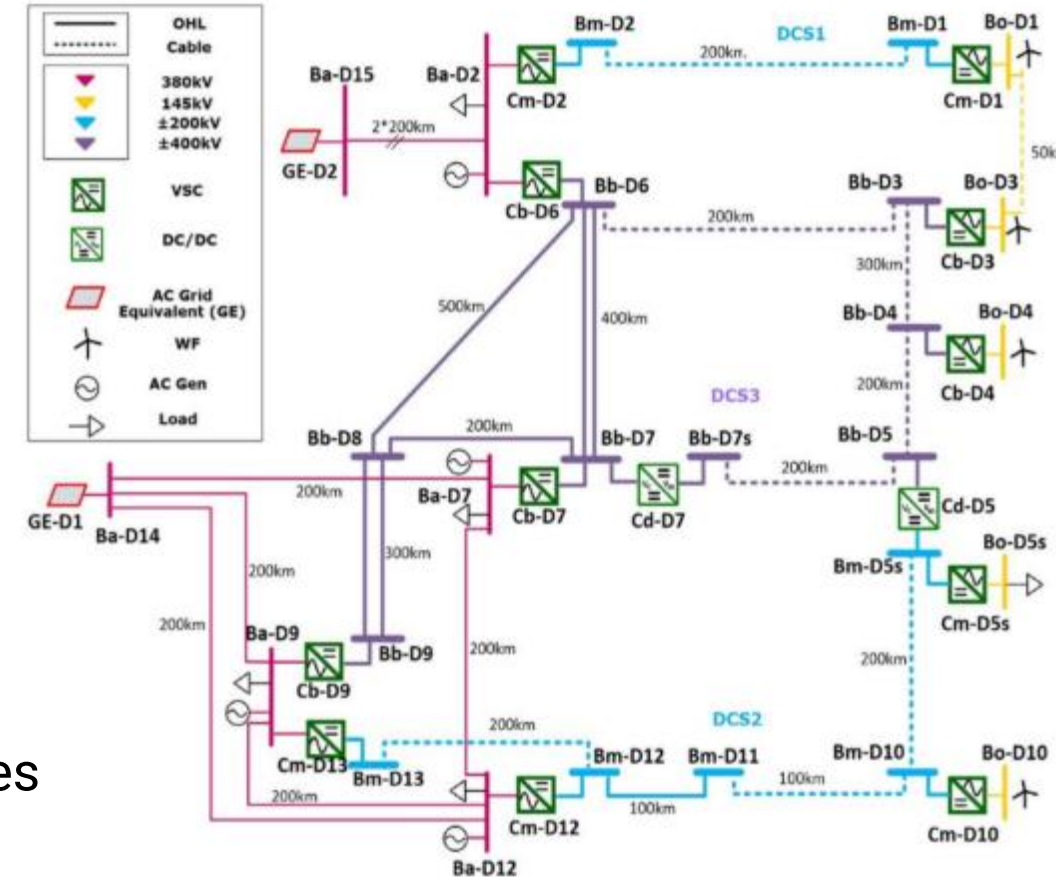 OHL
Cable
380kV
145kV
±200kV
±400kV
VSC
DC/DC
AC Grid
Equivalent (GE)
WF
AC Gen
Load
Bm-D2
DCS1
Bm-D1
Bo-D1
Ba-D15
Ba-D2
200km
Cm-D2
Cm-D1
2*200km
GE-D2
50k
Cb-D6
Bb-D6
Bb-D3
Bo-D3
200km
Cb-D3
300km
500km
400km
Bb-D4
Bo-D4
Cb-D4
200km
DCS3
Bb-D8
200km
Bb-D7
Bb-D7s
Bb-D5
200km
200km
Ba-D7
GE-D1
Ba-D14
Cb-D7
Cd-D7
Cd-D5
Bo-D5s
300km
200km
Bm-D5s
Cm-D5s
200km
Ba-D9
200km
200km
Cb-D9
Bb-D9
200km
DCS2
Cm-D13
Bm-D13
Bm-D12
Bm-D11
Bm-D10
Bo-D10
es
200km
100km
100km
Cm-D12
Cm-D10
Ba-D12